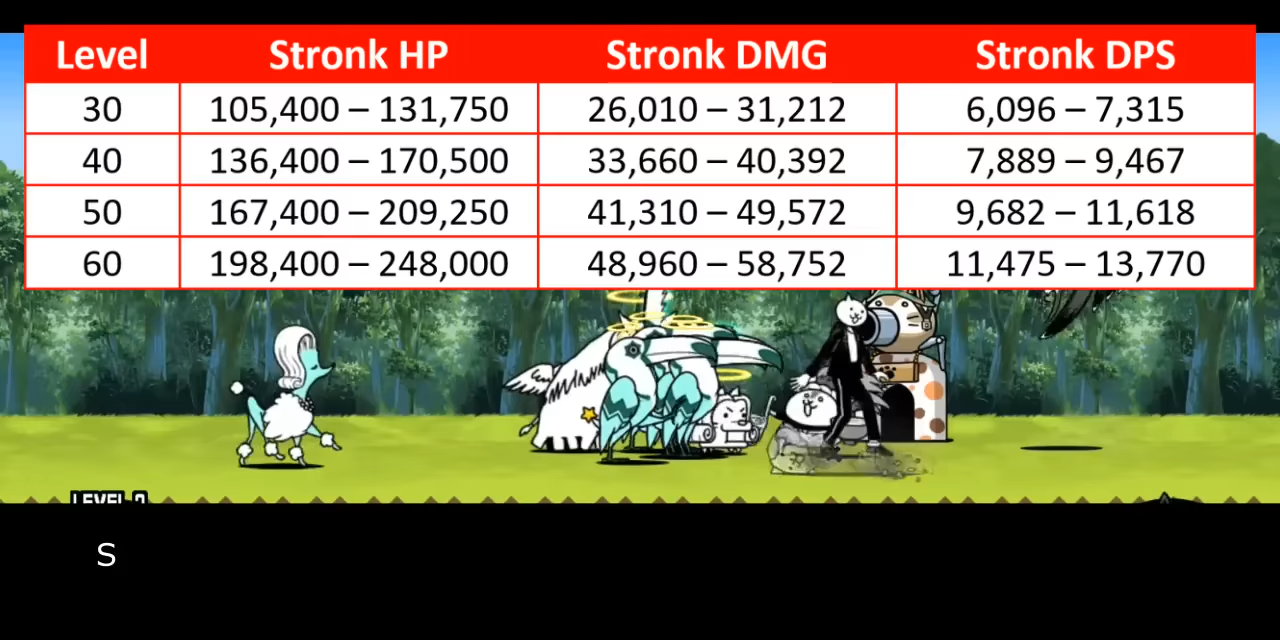 Level Stronk HP Stronk DMG Stronk DPS
30 105,400 – 131,750 26,010 – 31,212 6,096 – 7,315
40 136,400 – 170,500 33,660 – 40,392 7,889 – 9,467
50 167,400 – 209,250 41,310 – 49,572 9,682 – 11,618
60 198,400 – 248,000 48,960 – 58,752 11,475 – 13,770
LEVEL
S